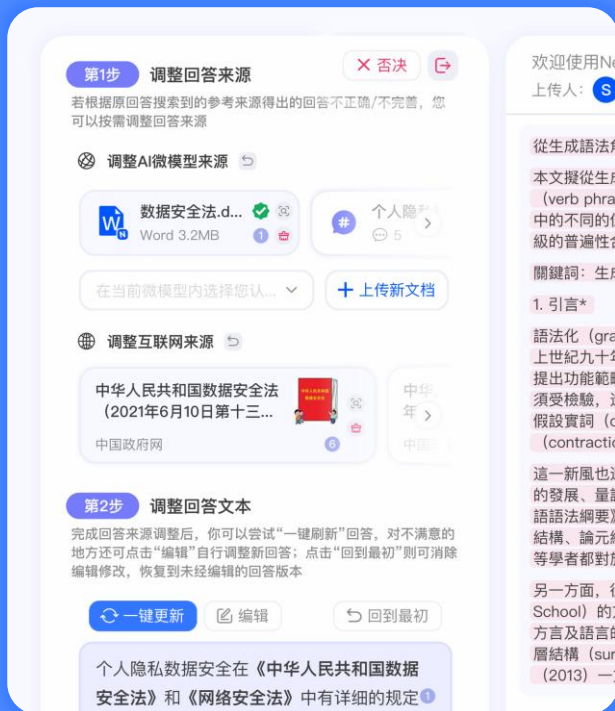 第1步 调整回答来源
否决
若根据原回答搜索到的参考来源得出的回答不正确/不完善，您
可以按需调整回答来源
调整AI微模型来源
数据安全法.d...
Word 3.2MB
1
个人隐私
5
在当前微模型内选择您认...
上传新文档
调整互联网来源
中华人民共和国数据安全法
（2021年6月10日第十三...
中国政府网
6
中华
年
中国
第2步 调整回答文本
完成回答来源调整后，你可以尝试“一键刷新”回答，对不满意的
地方还可点击“编辑”自行调整新回答；点击“回到最初”则可消除
编辑修改，恢复到未经编辑的回答版本
一键更新
编辑
回到最初
个人隐私数据安全在《中华人民共和国数据
安全法》和《网络安全法》中有详细的规定1
欢迎使用Ne
上传人： S
從生成語法
本文擬從生成
（verb phra
中的不同的
級的普遍性
關鍵詞：生成
1. 引言*
語法化（gra
上世紀九十年
提出功能範
須受檢驗，
假設實詞（c
（contractio
這一新風也
的發展、量
語語法綱要》
結構、論元
等學者都對
另一方面，
School）的
方言及語言的
層結構（sur
（2013）一